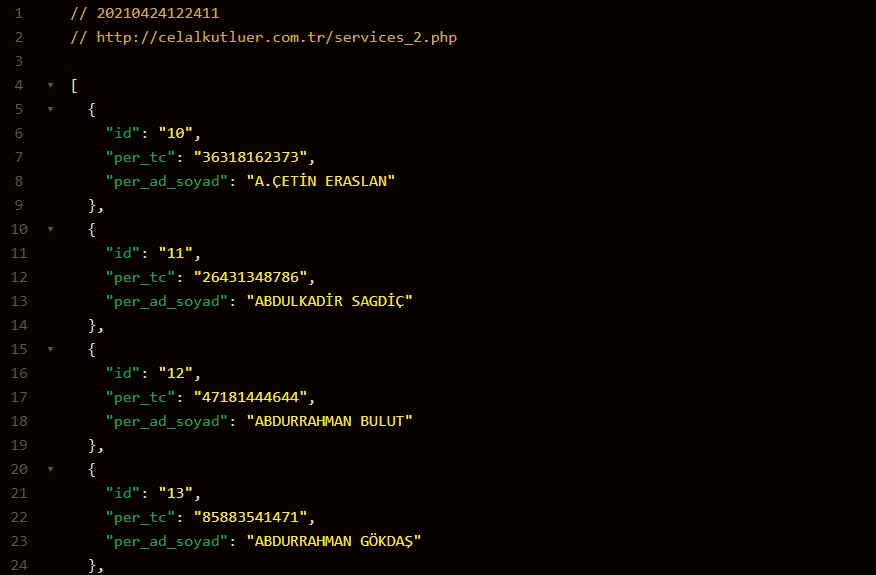 1 // 20210424122411
2 // http://celalkutluer.com.tr/services_2.php
3
4 ▾ [
5 ▾ {
6 "id": "10",
7 "per_tc": "36318162373",
8 "per_ad_soyad": "A.ÇETİN ERASLAN"
9 },
10 ▾ {
11 "id": "11",
12 "per_tc": "26431348786",
13 "per_ad_soyad": "ABDULKADİR SAGDİÇ"
14 },
15 ▾ {
16 "id": "12",
17 "per_tc": "47181444644",
18 "per_ad_soyad": "ABDURRAHMAN BULUT"
19 },
20 ▾ {
21 "id": "13",
22 "per_tc": "85883541471",
23 "per_ad_soyad": "ABDURRAHMAN GÖKDAŞ"
24 },